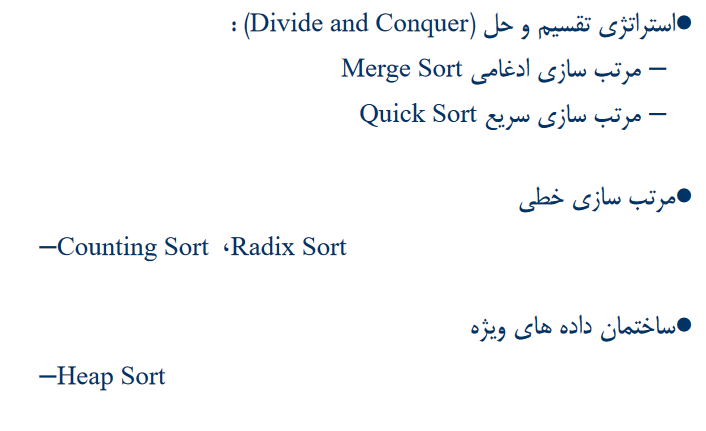 ●استراتژی تقسیم و حل (Divide and Conquer) :
– مرتب سازی ادغامی Merge Sort
– مرتب سازی سریع Quick Sort
●مرتب سازی خطی
–Counting Sort ،Radix Sort
●ساختمان داده های ویژه
–Heap Sort